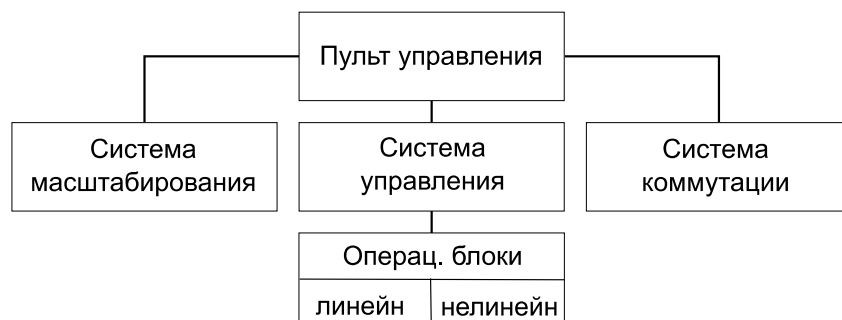 Пульт управления
Система
масштабирования
Система
управления
Система
коммутации
Операц. блоки
линейн
нелинейн